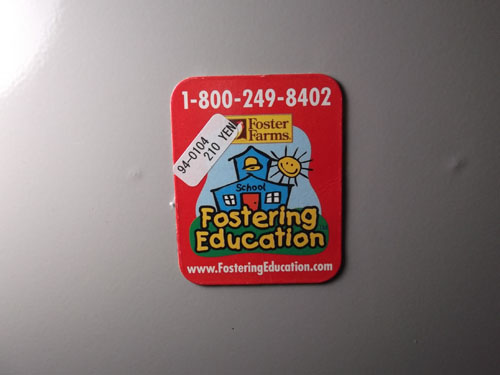 1-800-249-8402
Foster
Farms
94-0104
210 YEN
School
Fostering
Education
www.FosteringEducation.com